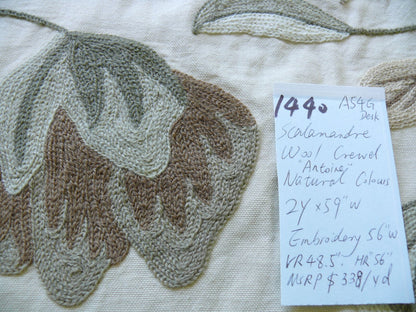 1440 A54G
Desk
Scalamandre
Wool Crewel
"Antoine"
Natural Colours
2Y x 59" W
Embroidery 56" W
VR 48.5" HR 56"
MSRP $ 338/yd